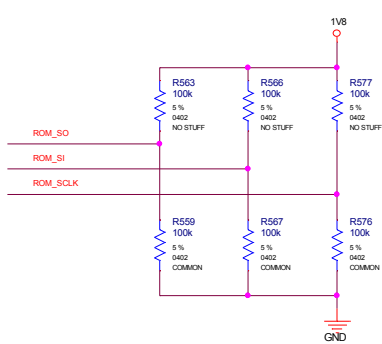 1V8
R563
100k
5 %
0402
NO STUFF
R566
100k
5 %
0402
NO STUFF
R577
100k
5 %
0402
NO STUFF
ROM_SO
ROM_SI
ROM_SCLK
R559
100k
5 %
0402
COMMON
R567
100k
5 %
0402
COMMON
R576
100k
5 %
0402
COMMON
GND